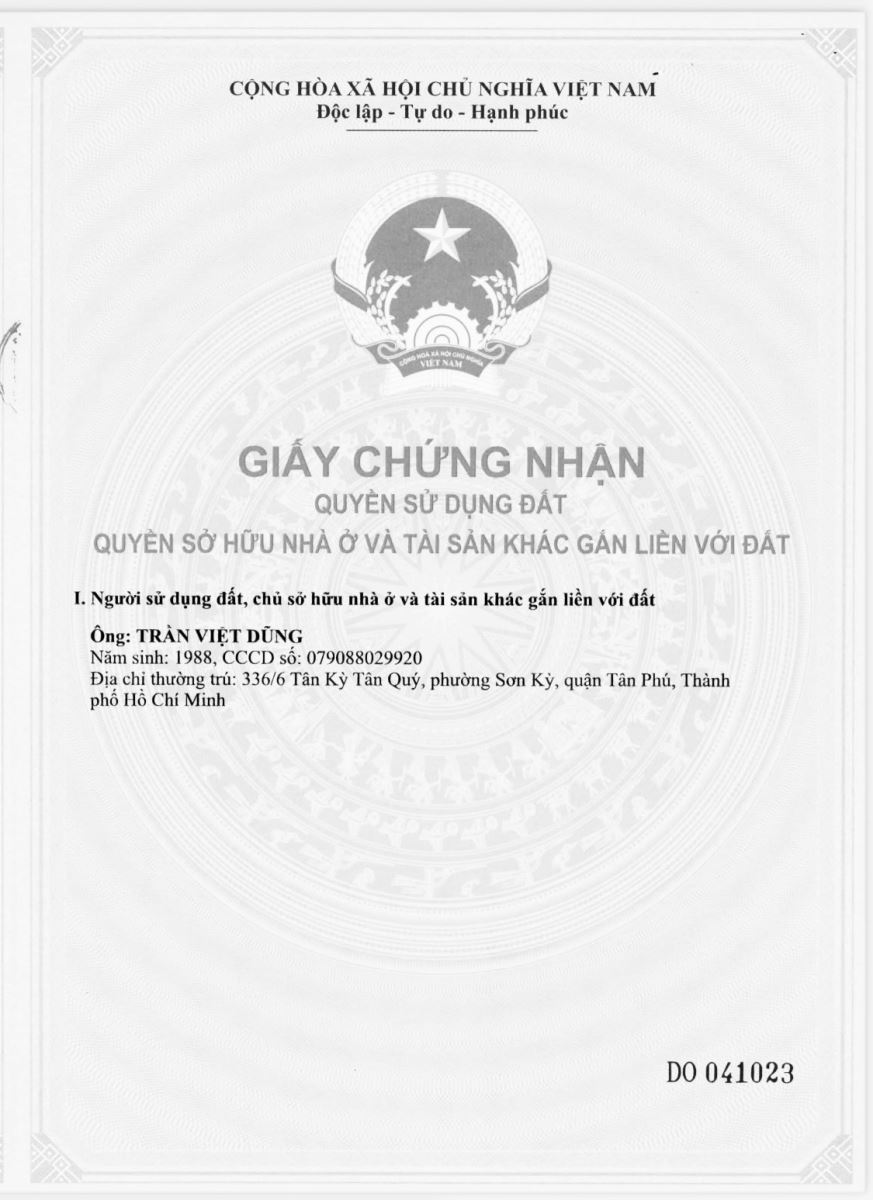 CỘNG HÒA XÃ HỘI CHỦ NGHĨA VIỆT NAM
Độc lập - Tự do - Hạnh phúc
CỘNG HOÀ XÃ HỘI CHỦ NGHĨA
VIỆT NAM
GIẤY CHỨNG NHẬN
QUYỀN SỬ DỤNG ĐẤT
QUYỀN SỞ HỮU NHÀ Ở VÀ TÀI SẢN KHÁC GẮN LIỀN VỚI ĐẤT
I. Người sử dụng đất, chủ sở hữu nhà ở và tài sản khác gắn liền với đất
Ông: TRẦN VIỆT DŨNG
Năm sinh: 1988, CCCD số: 079088029920
Địa chỉ thường trú: 336/6 Tân Kỳ Tân Quý, phường Sơn Kỳ, quận Tân Phú, Thành
phố Hồ Chí Minh
DO 041023